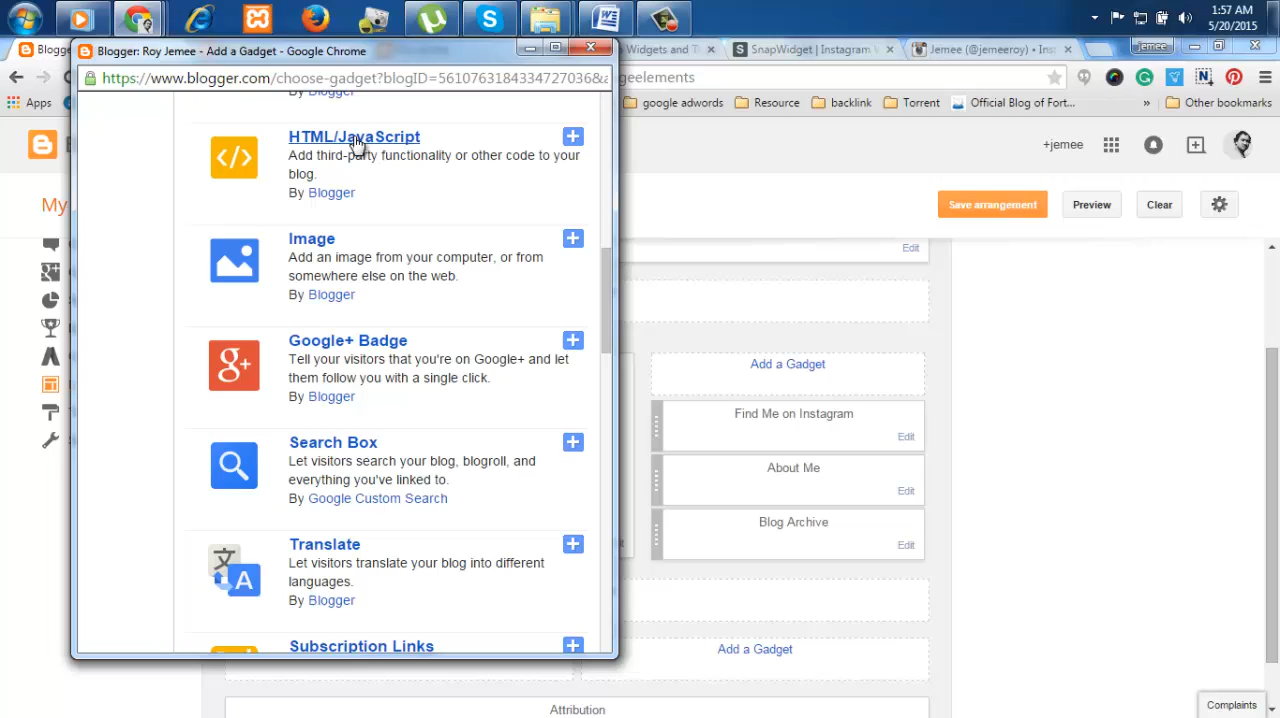 1:57 AM
5/20/2015
Blogger: Roy Jemee - Add a Gadget - Google Chrome
https://www.blogger.com/choose-gadget?blogID=5610763184334727036&
Widgets and T
SnapWidget | Instagram
Jemee (@jemeeroy) • Ins
Jemee
geelements
Apps
google adwords
Resource
backlink
Torrent
Official Blog of Fort...
»
Other bookmarks
By Blogger
HTML/JavaScript
Add third-party functionality or other code to your
blog.
By Blogger
Image
Add an image from your computer, or from
somewhere else on the web.
By Blogger
Google+ Badge
Tell your visitors that you're on Google+ and let
them follow you with a single click.
By Blogger
Search Box
Let visitors search your blog, blogroll, and
everything you've linked to.
By Google Custom Search
Translate
Let visitors translate your blog into different
languages.
By Blogger
Subscription Links
+jemee
My
Save arrangement
Preview
Clear
Edit
Add a Gadget
Find Me on Instagram
Edit
About Me
Edit
Blog Archive
Edit
Add a Gadget
Attribution
Complaints